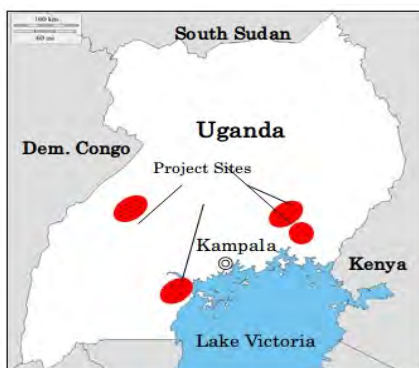 100 km
60 mi
South Sudan
Uganda
Dem. Congo
Project Sites
Kampala
Kenya
Lake Victoria